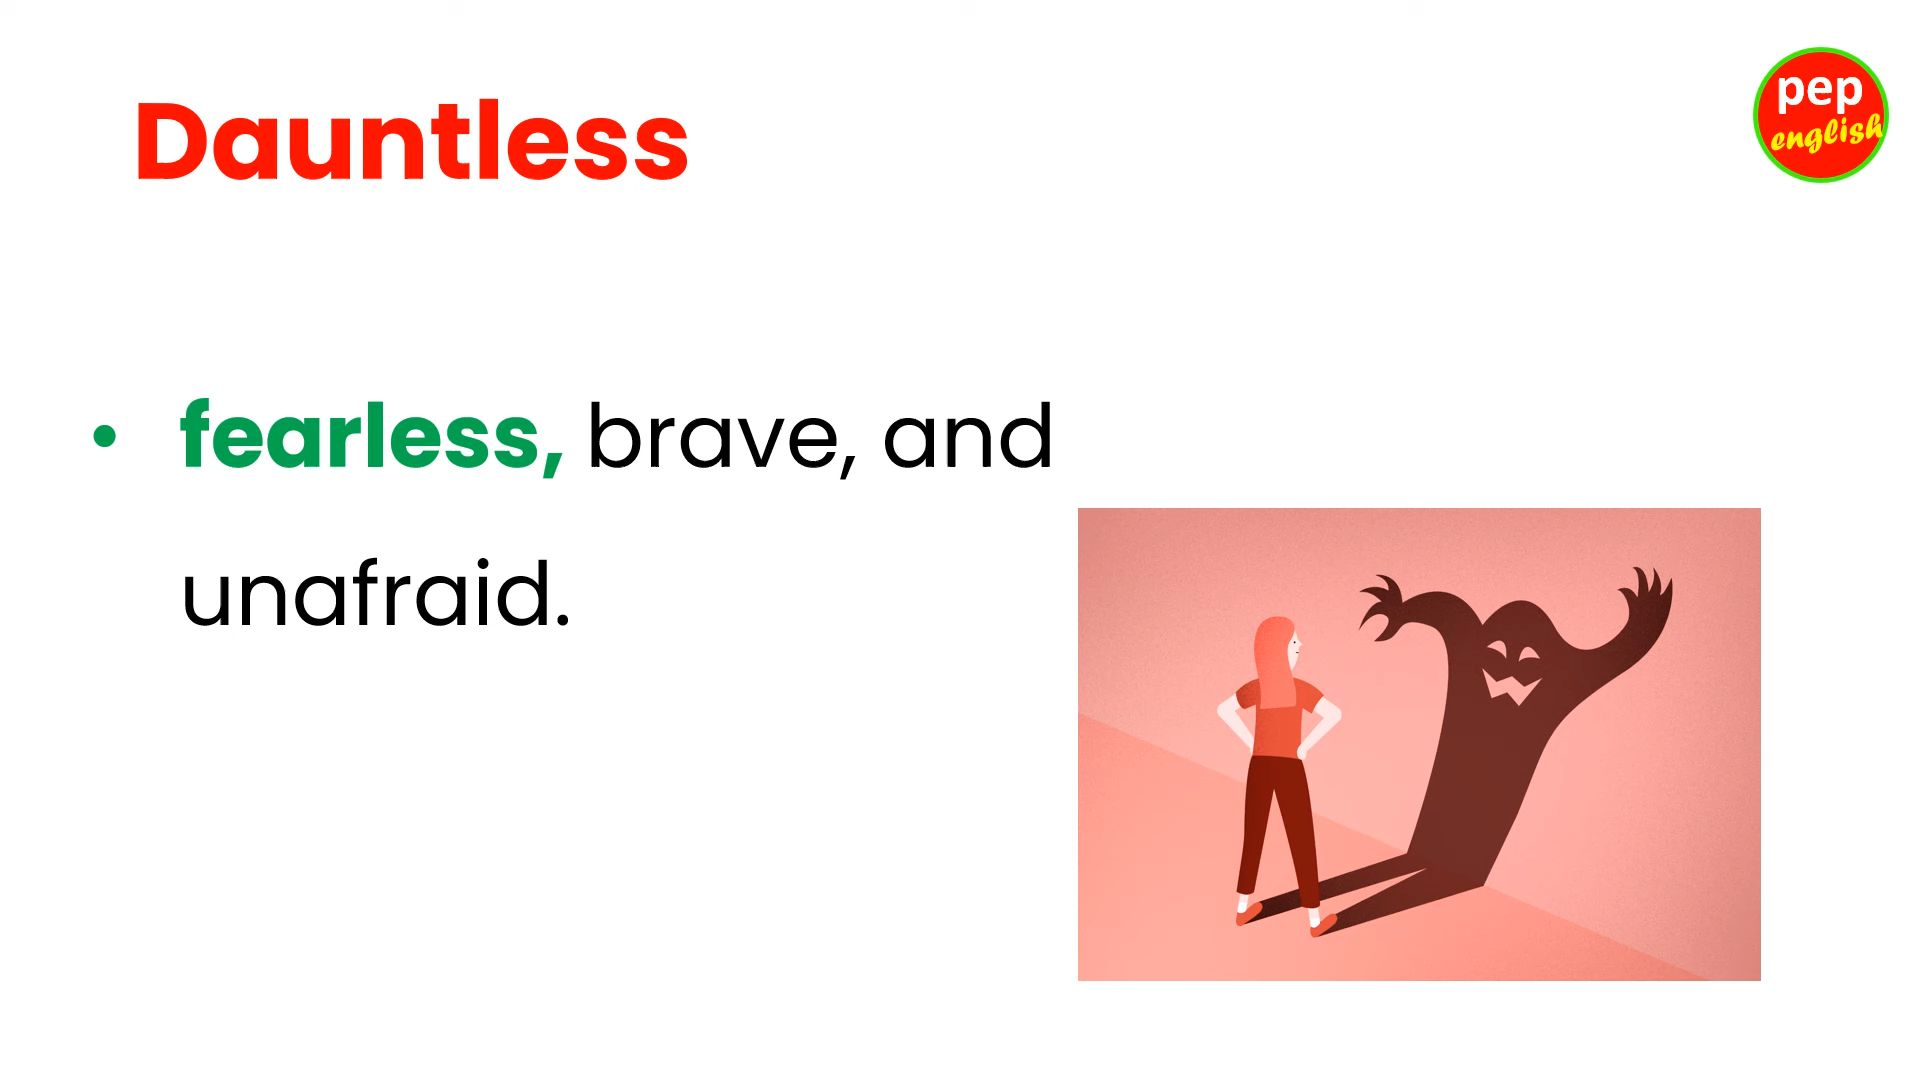 Dauntless
pep
english
• fearless, brave, and
unafraid.